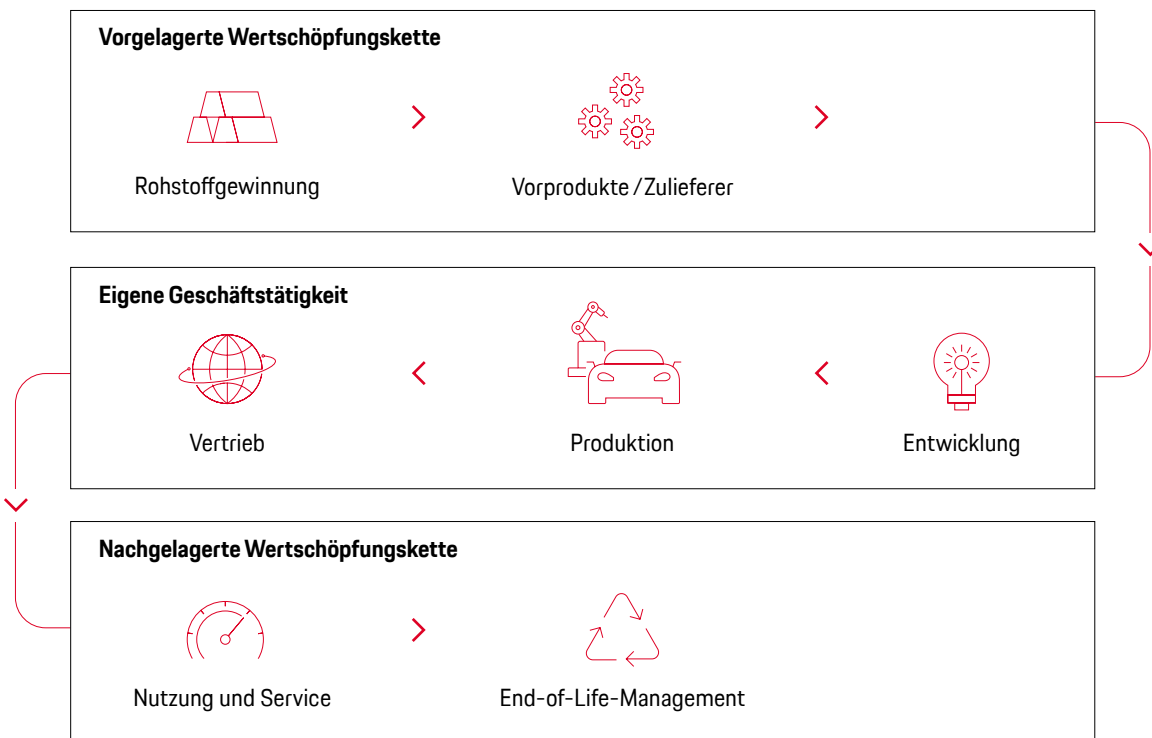 Vorgelagerte Wertschöpfungskette
Rohstoffgewinnung
Vorprodukte / Zulieferer
Eigene Geschäftstätigkeit
Vertrieb
Produktion
Entwicklung
Nachgelagerte Wertschöpfungskette
Nutzung und Service
End-of-Life-Management